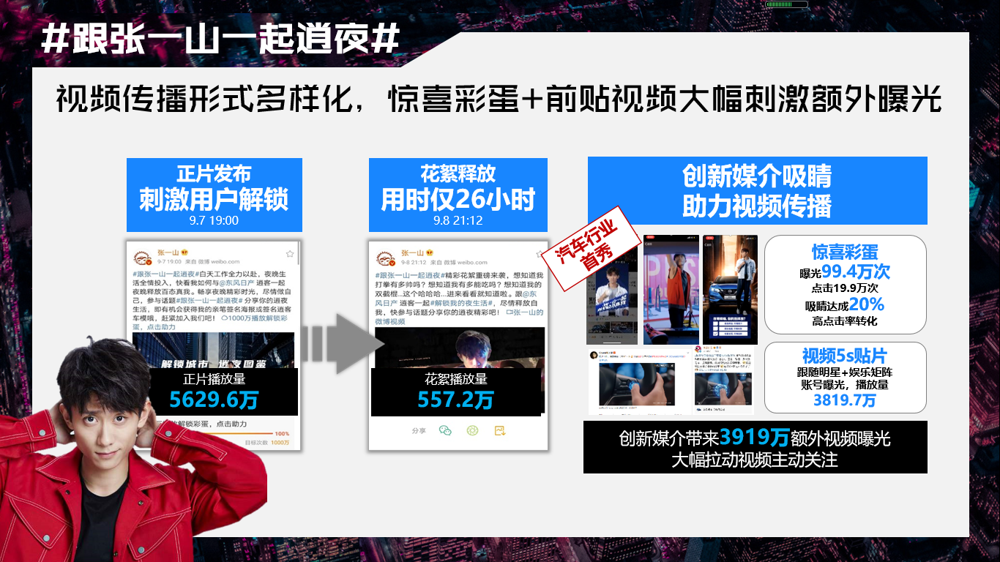 #跟张一山一起逍夜#
视频传播形式多样化，惊喜彩蛋+前贴视频大幅刺激额外曝光
正片发布
刺激用户解锁
9.7 19:00
张一山
9-7 19:00 来自 微博 weibo.com
#跟张一山一起逍夜#白天工作全力以赴，夜晚生
活全情投入，快看我如何与@东风日产 逍客一起
夜晚释放百态真我。畅享夜晚精彩时光，尽情做自
己，参与话题#跟张一山一起逍夜# 分享你的逍夜
生活，即有机会获得我的亲笔签名海报或签名逍客
车模哦，赶紧加入我们吧！ 1000万播放解锁彩
蛋，点击助力
解锁城市 逍夜图鉴
正片播放量
5629.6万
放解锁彩蛋，点击助力
100%
目标次数 1000万
花絮释放
用时仅26小时
9.8 21:12
张一山
9-8 21:12 来自 微博 weibo.com
#跟张一山一起逍夜#精彩花絮重磅来袭，想知道我
打拳有多帅吗？想知道我有多能吃吗？想知道我的
双截棍...这个哈哈哈...进来看看就知道啦。跟@东
风日产 逍客一起#解锁我的夜生活#，尽情释放自
我，快参与话题分享你的逍夜精彩吧！ 张一山的
微博视频
花絮播放量
557.2万
分享
创新媒介吸睛
助力视频传播
汽车行业
首秀
惊喜彩蛋
曝光99.4万次
点击19.9万次
吸睛达成20%
高点击率转化
视频5s贴片
跟随明星+娱乐矩阵
账号曝光，播放量
3819.7万
创新媒介带来3919万额外视频曝光
大幅拉动视频主动关注